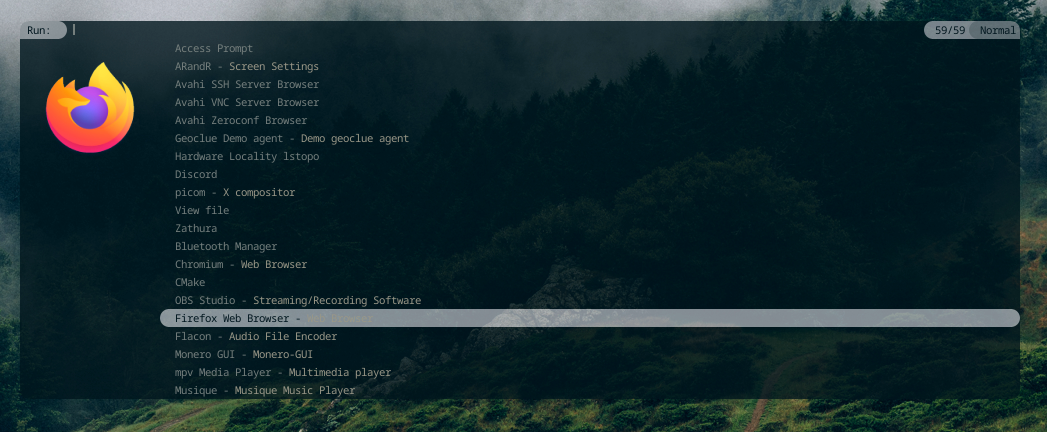 Run:
59/59 Normal
Access Prompt
ARandR - Screen Settings
Avahi SSH Server Browser
Avahi VNC Server Browser
Avahi Zeroconf Browser
Geoclue Demo agent - Demo geoclue agent
Hardware Locality lstopo
Discord
picom - X compositor
View file
Zathura
Bluetooth Manager
Chromium - Web Browser
CMake
OBS Studio - Streaming/Recording Software
Firefox Web Browser -
Flacon - Audio File Encoder
Monero GUI - Monero-GUI
mpv Media Player - Multimedia player
Musique - Musique Music Player